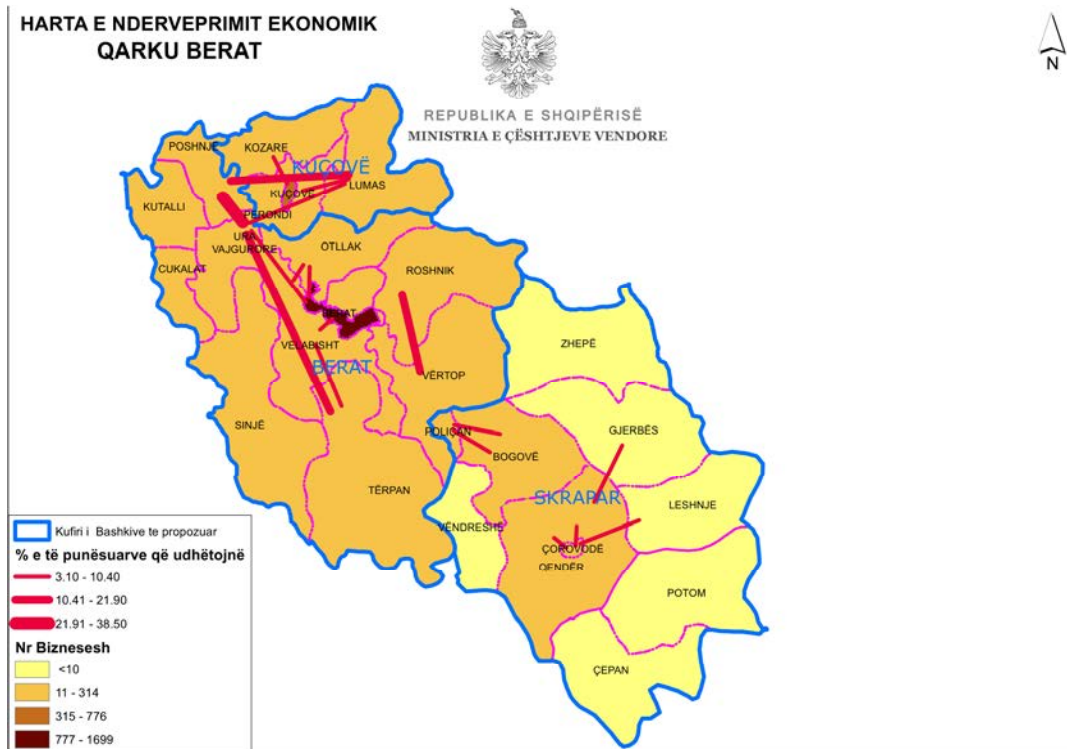 HARTA E NDERVEPRIMIT EKONOMIK
QARKU BERAT
REPUBLIKA E SHQIPËRISË
MINISTRIA E ÇËSHTJEVE VENDORE
N
POSHNJE
KOZARE
KUÇOVË
LUMAS
KUÇOVE
KUTALLI
PERONDI
URA
VAJGURORE
OTLLAK
CUKALAT
ROSHNIK
BERAT
ZHEPË
VELABISHT
BERAT
VËRTOP
SINJË
POLIÇAN
GJERBËS
BOGOVË
TËRPAN
SKRAPAR
LESHNJE
VËNDRESHË
ÇOROVODË
QENDËR
POTOM
ÇEPAN
Kufiri i Bashkive te propozuar
% e të punësuarve që udhëtojnë
3.10 - 10.40
10.41 - 21.90
21.91 - 38.50
Nr Biznesesh
<10
11 - 314
315 - 776
777 - 1699